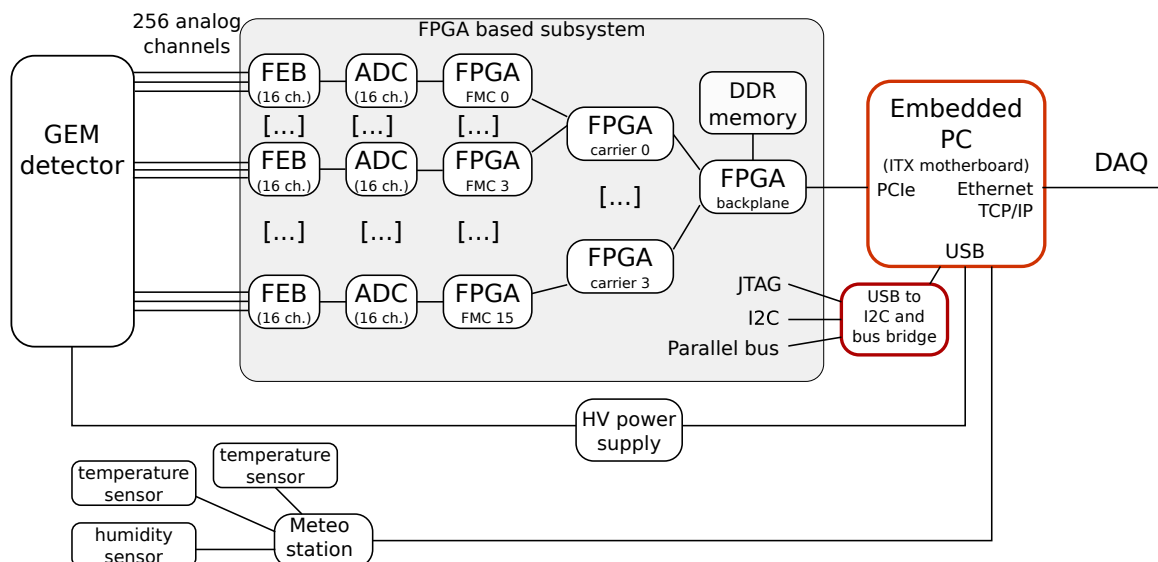 256 analog
channels
FPGA based subsystem
GEM
detector
FEB
(16 ch.)
ADC
(16 ch.)
FPGA
FMC 0
[...]
[...]
[...]
FEB
(16 ch.)
ADC
(16 ch.)
FPGA
FMC 3
[...]
[...]
[...]
FEB
(16 ch.)
ADC
(16 ch.)
FPGA
FMC 15
FPGA
carrier 0
[...]
FPGA
carrier 3
DDR
memory
FPGA
backplane
Embedded
PC
(ITX motherboard)
PCIe
Ethernet
TCP/IP
USB
DAQ
JTAG
I2C
Parallel bus
USB to
I2C and
bus bridge
HV power
supply
temperature
sensor
temperature
sensor
humidity
sensor
Meteo
station